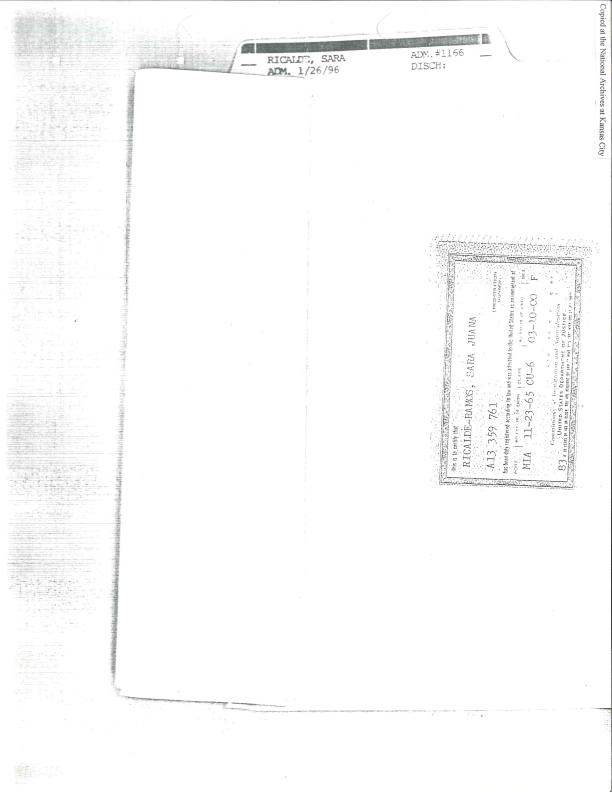 Copied at the National Archives at Kansas City
RICALDE, SARA
ADM. 1/26/96
ADM.#1166
DISCH:
This is to certify that
RICALDE-RAMOS, SARA JUANA
A13 359 761
(REGISTRATION NUMBER)
has been duly registered according to law and was admitted to the United States as an immigrant at
MIA 11-23-65 CU-6 03-10-00 F
Commissioner of Immigration and Naturalization
UNITED STATES DEPARTMENT OF JUSTICE
83